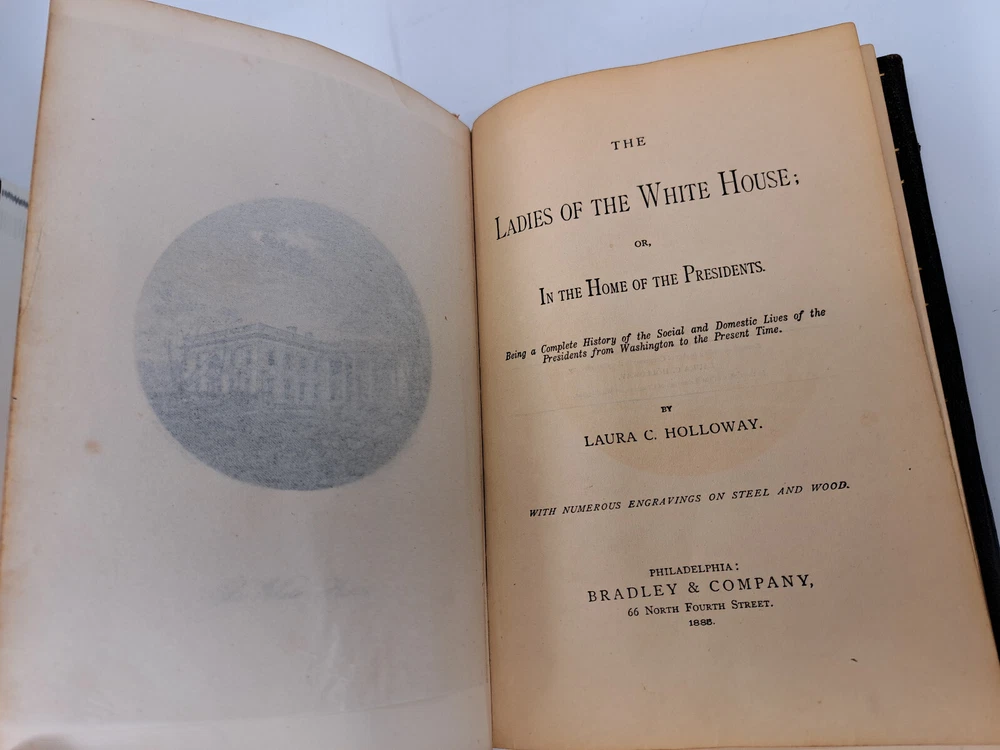 THE
LADIES OF THE WHITE HOUSE;
OR,
IN THE HOME OF THE PRESIDENTS.
Being a Complete History of the Social and Domestic Lives of the
Presidents from Washington to the Present Time.
BY
LAURA C. HOLLOWAY.
WITH NUMEROUS ENGRAVINGS ON STEEL AND WOOD.
PHILADELPHIA:
BRADLEY & COMPANY,
66 NORTH FOURTH STREET.